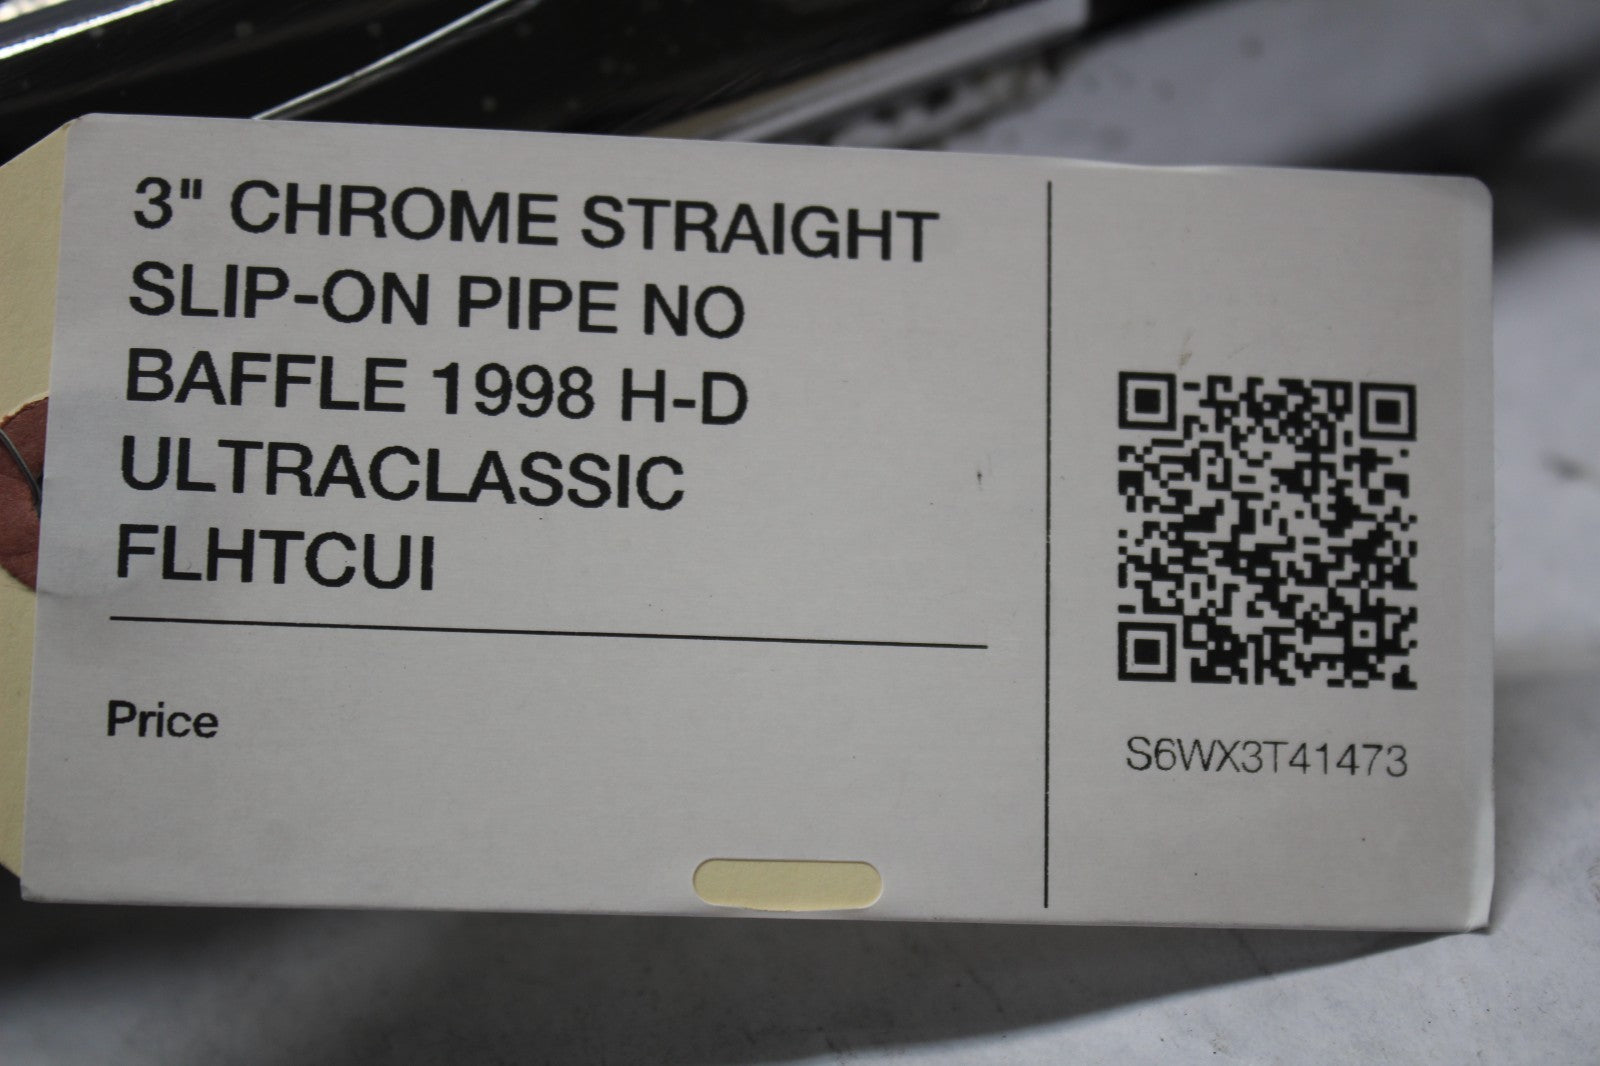 3" CHROME STRAIGHT
SLIP-ON PIPE NO
BAFFLE 1998 H-D
ULTRACLASSIC
FLHTCUI
Price
S6WX3T41473